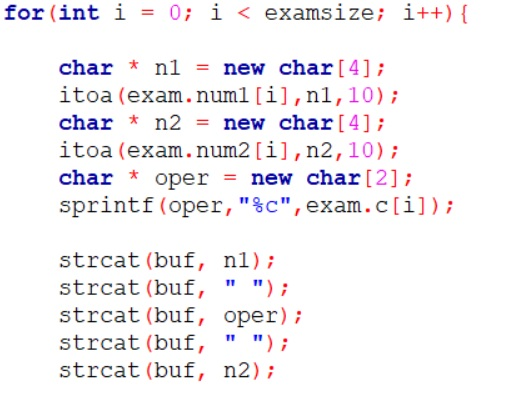 for(int i = 0; i < examsize; i++){
char * n1 = new char[4];
itoa(exam.num1[i],n1,10);
char * n2 = new char[4];
itoa(exam.num2[i],n2,10);
char * oper = new char[2];
sprintf(oper,"%c",exam.c[i]);
strcat(buf, n1);
strcat(buf, " ");
strcat(buf, oper);
strcat(buf, " ");
strcat(buf, n2);